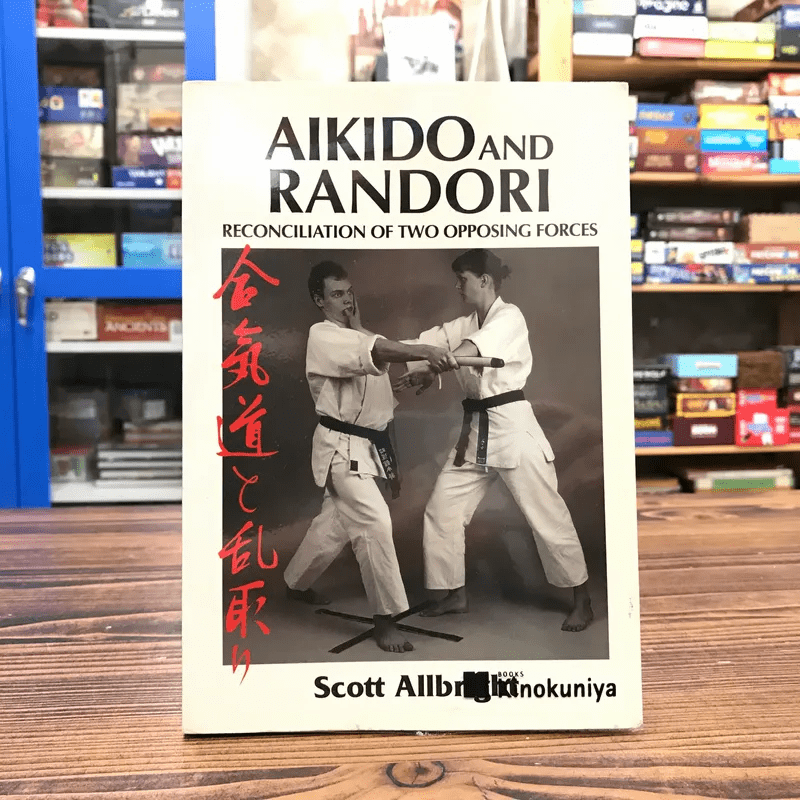 AIKIDO AND
RANDORI
RECONCILIATION OF TWO OPPOSING FORCES
合気道と乱取り
Scott Allbright
BOOKS
Kinokuniya
ANCIENTS